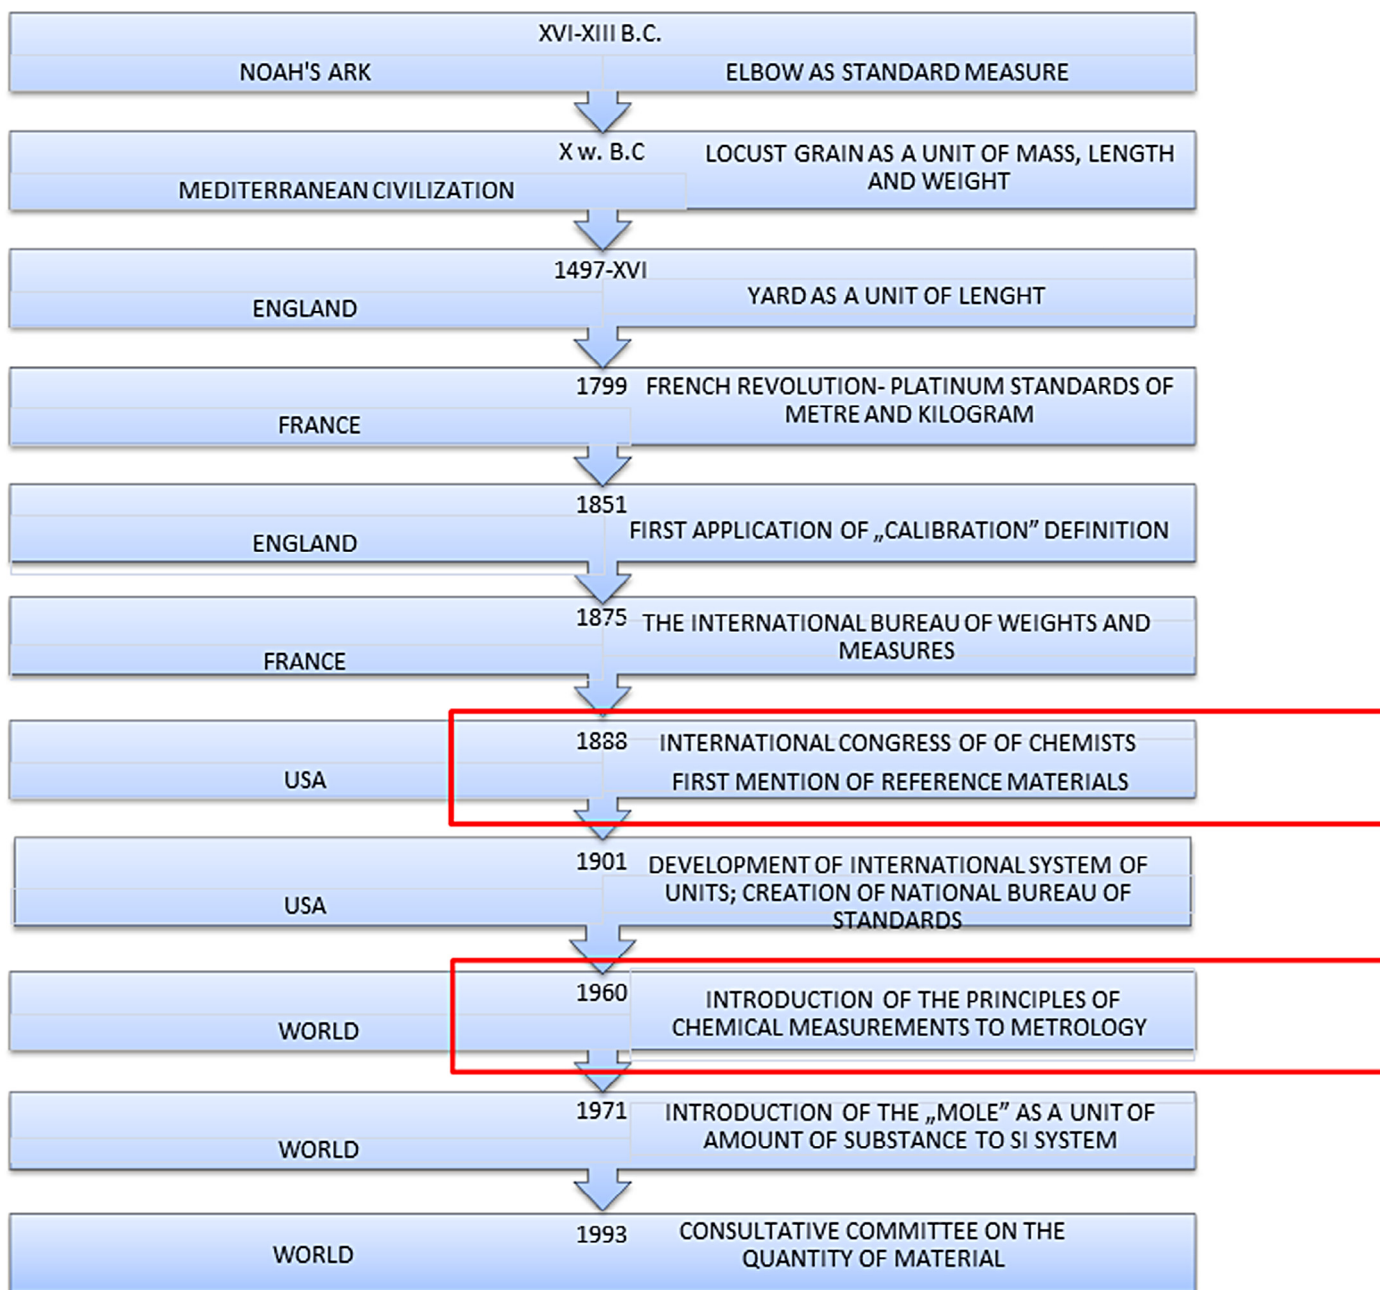 XVI-XIII B.C.
NOAH'S ARK
ELBOW AS STANDARD MEASURE
X w. B.C
MEDITERRANEAN CIVILIZATION
LOCUST GRAIN AS A UNIT OF MASS, LENGTH
AND WEIGHT
1497-XVI
ENGLAND
YARD AS A UNIT OF LENGHT
1799
FRANCE
FRENCH REVOLUTION- PLATINUM STANDARDS OF
METRE AND KILOGRAM
1851
ENGLAND
FIRST APPLICATION OF „CALIBRATION” DEFINITION
1875
FRANCE
THE INTERNATIONAL BUREAU OF WEIGHTS AND
MEASURES
1888
USA
INTERNATIONAL CONGRESS OF OF CHEMISTS
FIRST MENTION OF REFERENCE MATERIALS
1901
USA
DEVELOPMENT OF INTERNATIONAL SYSTEM OF
UNITS; CREATION OF NATIONAL BUREAU OF
STANDARDS
1960
WORLD
INTRODUCTION OF THE PRINCIPLES OF
CHEMICAL MEASUREMENTS TO METROLOGY
1971
WORLD
INTRODUCTION OF THE „MOLE” AS A UNIT OF
AMOUNT OF SUBSTANCE TO SI SYSTEM
1993
WORLD
CONSULTATIVE COMMITTEE ON THE
QUANTITY OF MATERIAL